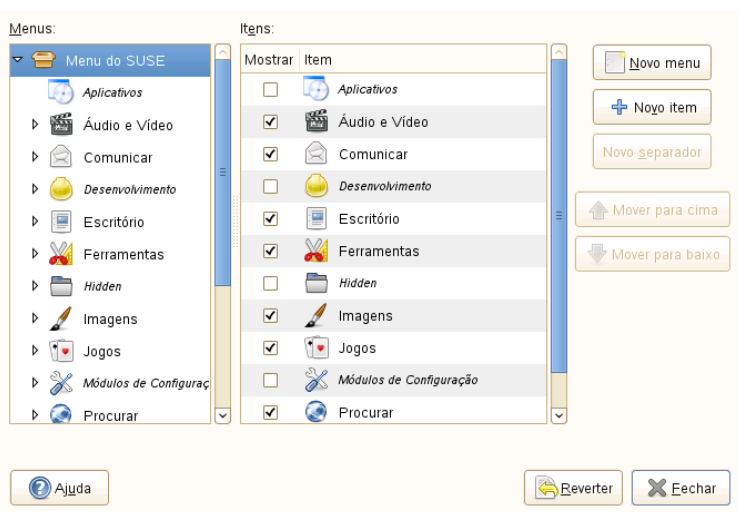 Menus:
Menu do SUSE
Aplicativos
Áudio e Vídeo
Comunicar
Desenvolvimento
Escritório
Ferramentas
Hidden
Imagens
Jogos
Módulos de Configuraç
Procurar
Itens:
Mostrar Item
Aplicativos
Áudio e Vídeo
Comunicar
Desenvolvimento
Escritório
Ferramentas
Hidden
Imagens
Jogos
Módulos de Configuração
Procurar
Novo menu
Novo item
Novo separador
Mover para cima
Mover para baixo
Ajuda
Reverter
Fechar